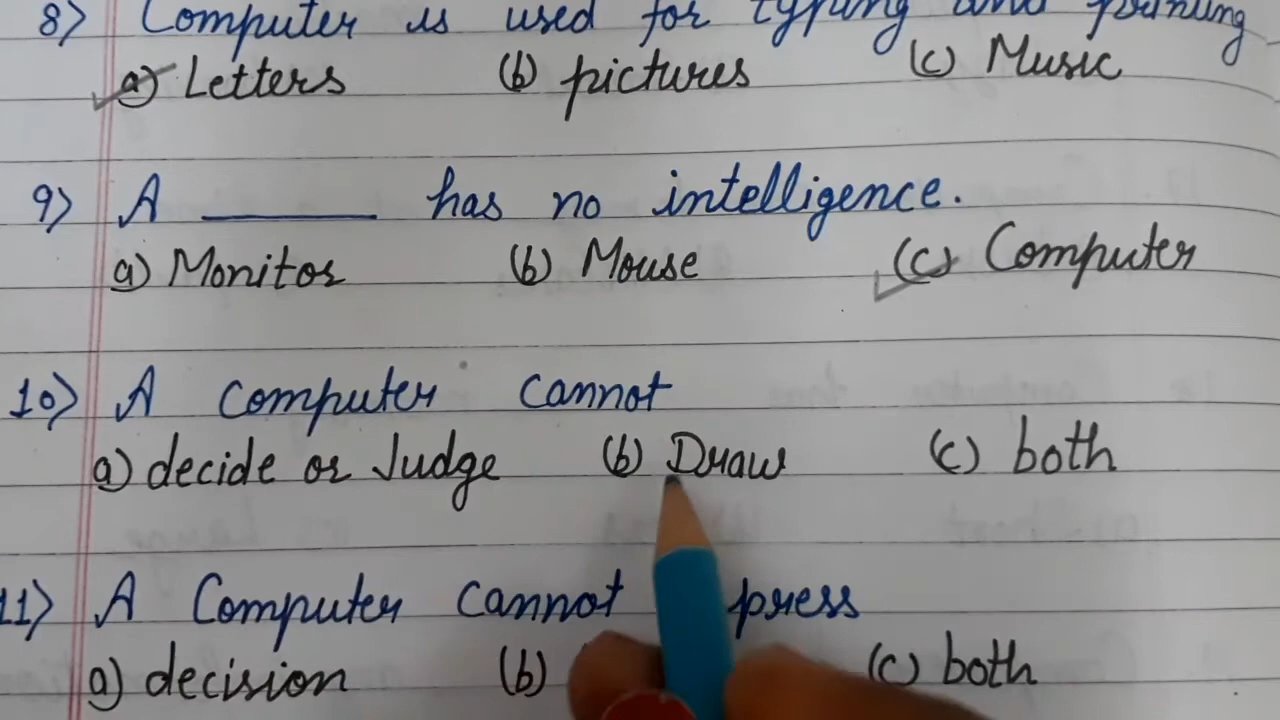 8) Computer is used for typing and printing
a) Letters (b) pictures (c) Music
9) A ______ has no intelligence.
a) Monitor (b) Mouse (c) Computer
10) A Computer cannot
a) decide or Judge (b) Draw (c) both
11) A Computer cannot press
a) decision (b) (c) both